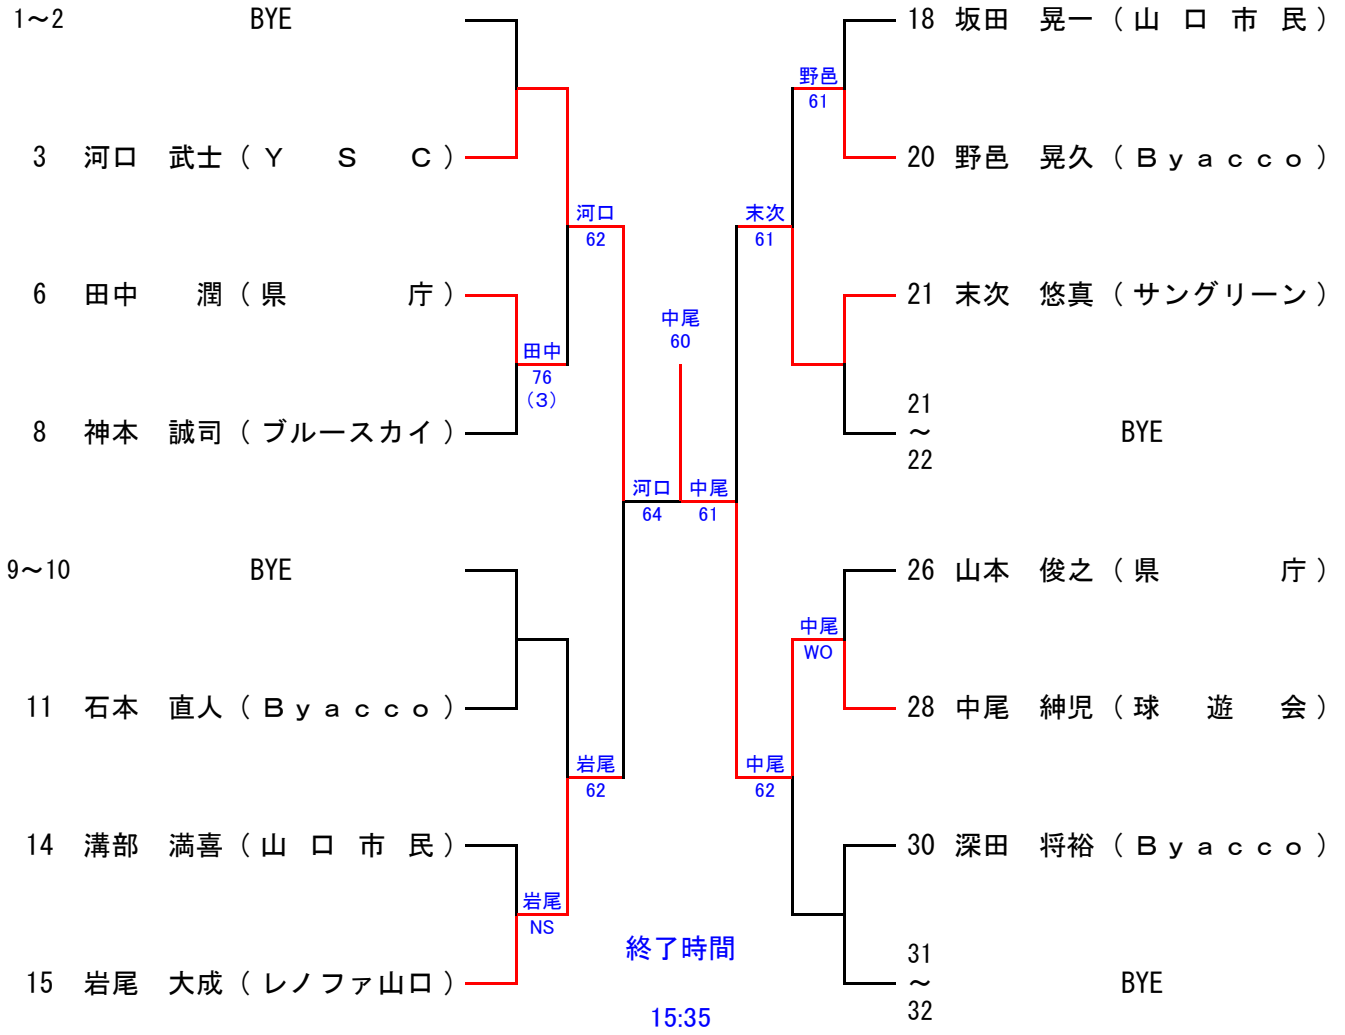 1～2 BYE
3 河口 武士 （ Ｙ Ｓ Ｃ ）
6 田中 潤 （ 県 庁 ）
8 神本 誠司 （ ブルースカイ ）
9～10 BYE
11 石本 直人 （ Ｂｙａｃｃｏ ）
14 溝部 満喜 （ 山口市民 ）
15 岩尾 大成 （ レノファ山口 ）
田中
76
（3）
岩尾
NS
河口
62
岩尾
62
河口
64
中尾
60
中尾
61
末次
61
中尾
62
野邑
61
中尾
WO
18 坂田 晃一 （ 山口市民 ）
20 野邑 晃久 （ Ｂｙａｃｃｏ ）
21 末次 悠真 （ サングリーン ）
21
～
22
BYE
26 山本 俊之 （ 県 庁 ）
28 中尾 紳児 （ 球遊会 ）
30 深田 将裕 （ Ｂｙａｃｃｏ ）
31
～
32
BYE
終了時間
15:35